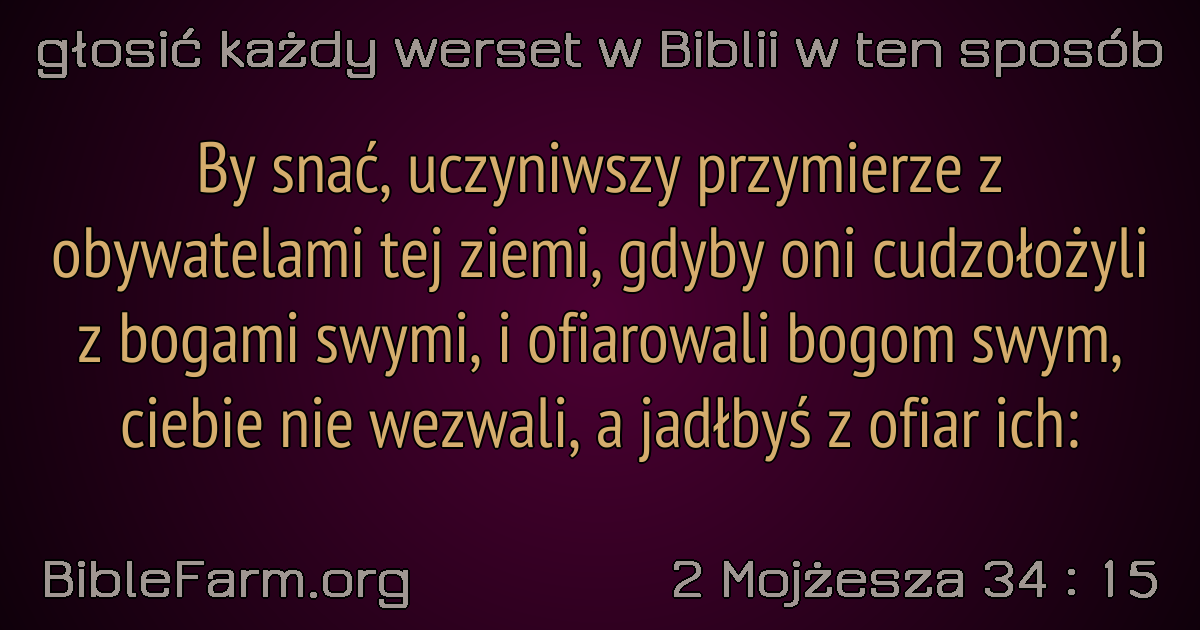 głosić każdy werset w Biblii w ten sposób
By snać, uczyniwszy przymierze z
obywatelami tej ziemi, gdyby oni cudzołożyli
z bogami swymi, i ofiarowali bogom swym,
ciebie nie wezwali, a jadłbyś z ofiar ich:
BibleFarm.org
2 Mojżesza 34 : 15